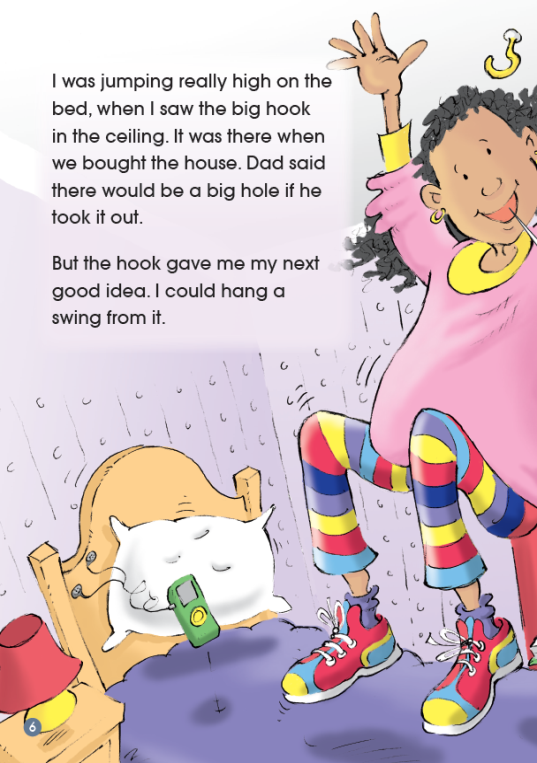 I was jumping really high on the
bed, when I saw the big hook
in the ceiling. It was there when
we bought the house. Dad said
there would be a big hole if he
took it out.
But the hook gave me my next
good idea. I could hang a
swing from it.
6